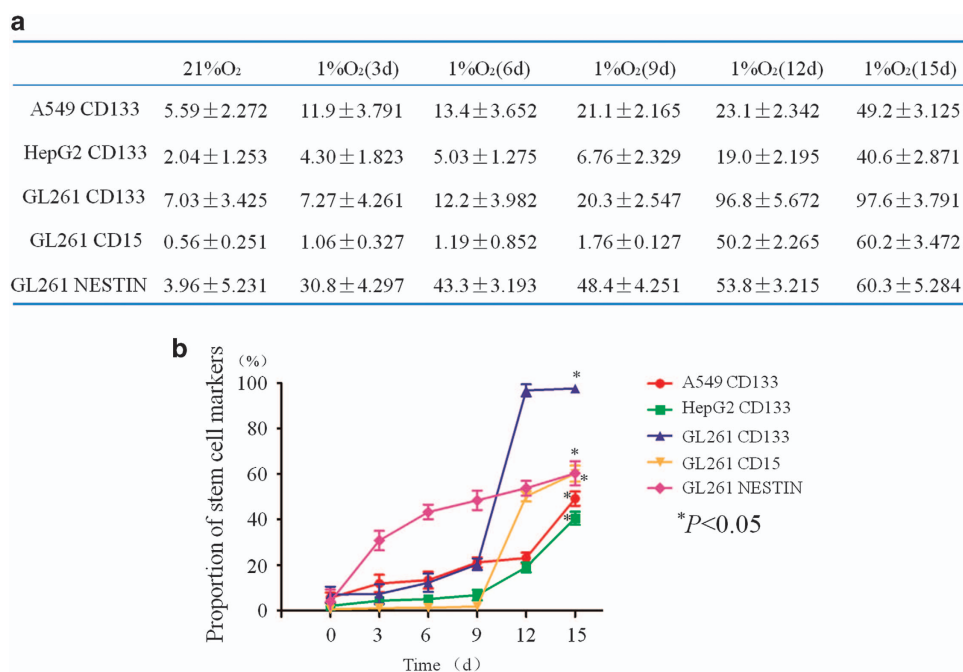 a
21%O₂ 1%O₂(3d) 1%O₂(6d) 1%O₂(9d) 1%O₂(12d) 1%O₂(15d)
A549 CD133 5.59±2.272 11.9±3.791 13.4±3.652 21.1±2.165 23.1±2.342 49.2±3.125
HepG2 CD133 2.04±1.253 4.30±1.823 5.03±1.275 6.76±2.329 19.0±2.195 40.6±2.871
GL261 CD133 7.03±3.425 7.27±4.261 12.2±3.982 20.3±2.547 96.8±5.672 97.6±3.791
GL261 CD15 0.56±0.251 1.06±0.327 1.19±0.852 1.76±0.127 50.2±2.265 60.2±3.472
GL261 NESTIN 3.96±5.231 30.8±4.297 43.3±3.193 48.4±4.251 53.8±3.215 60.3±5.284
b
（%）
Proportion of stem cell markers
100
80
60
40
20
0
0 3 6 9 12 15
Time （d）
*
*
*
*
*
A549 CD133
HepG2 CD133
GL261 CD133
GL261 CD15
GL261 NESTIN
*P<0.05